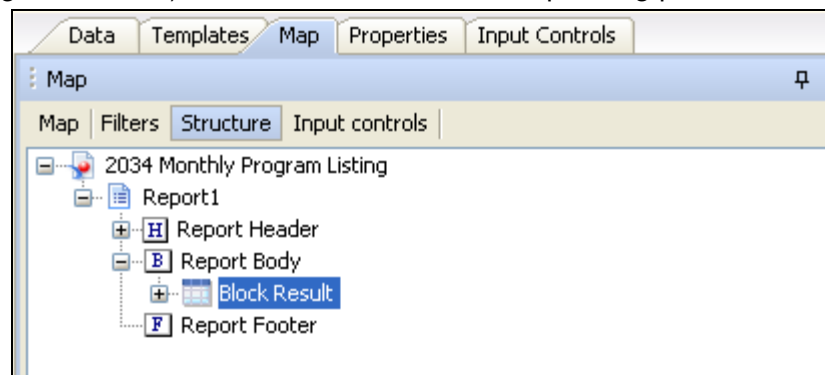 Data Templates Map Properties Input Controls
Map
Map Filters Structure Input controls
2034 Monthly Program Listing
Report1
H Report Header
B Report Body
Block Result
F Report Footer